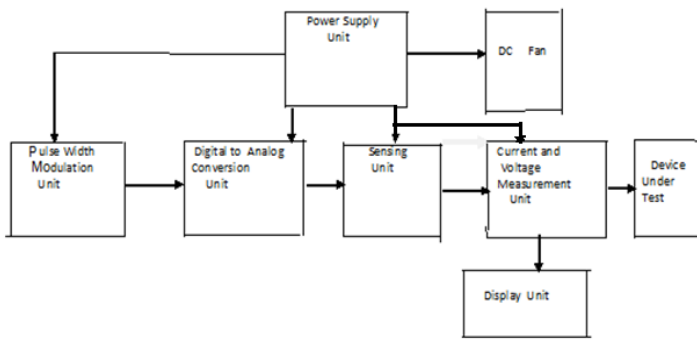 Power Supply
Unit
DC Fan
Pulse Width
Modulation
Unit
Digital to Analog
Conversion
Unit
Sensing
Unit
Current and
Voltage
Measurement
Unit
Device
Under
Test
Display Unit